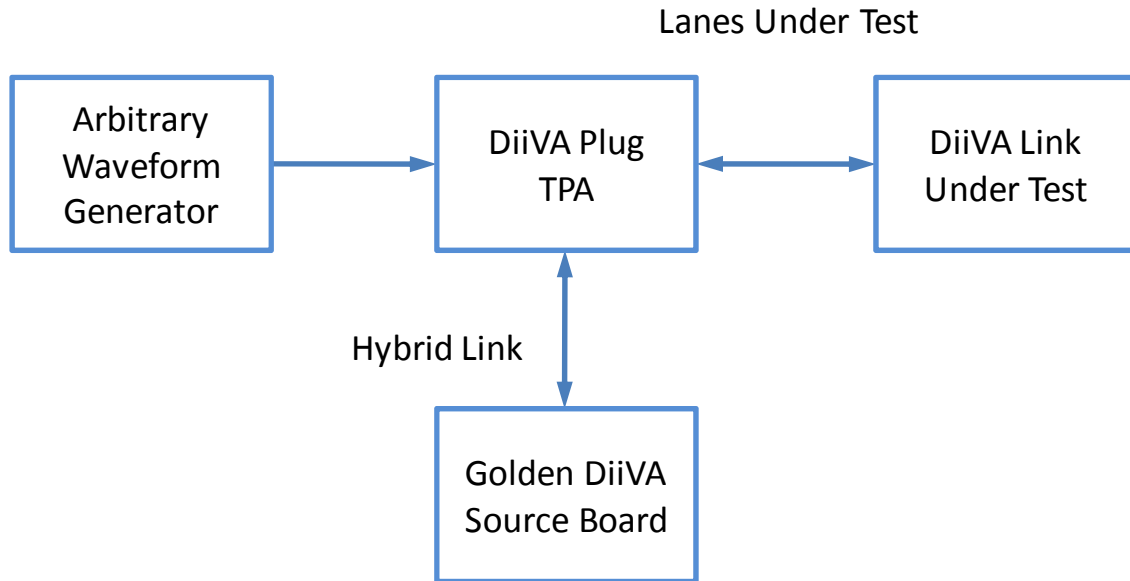 Lanes Under Test
Arbitrary
Waveform
Generator
DiiVA Plug
TPA
DiiVA Link
Under Test
Hybrid Link
Golden DiiVA
Source Board